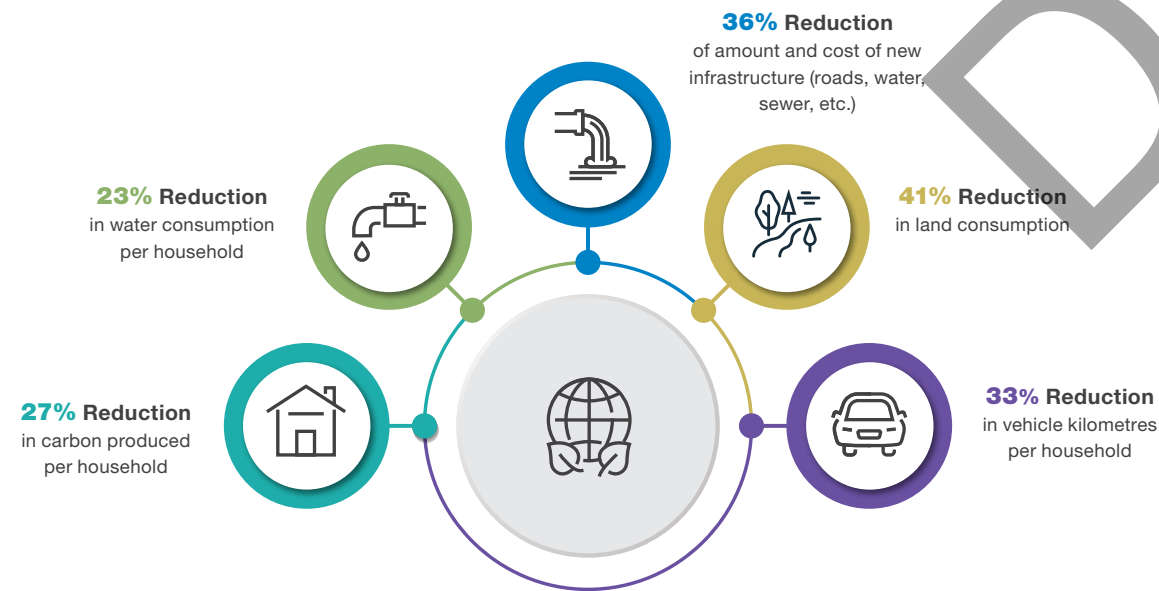 36% Reduction
of amount and cost of new
infrastructure (roads, water,
sewer, etc.)
23% Reduction
in water consumption
per household
41% Reduction
in land consumption
27% Reduction
in carbon produced
per household
33% Reduction
in vehicle kilometres
per household